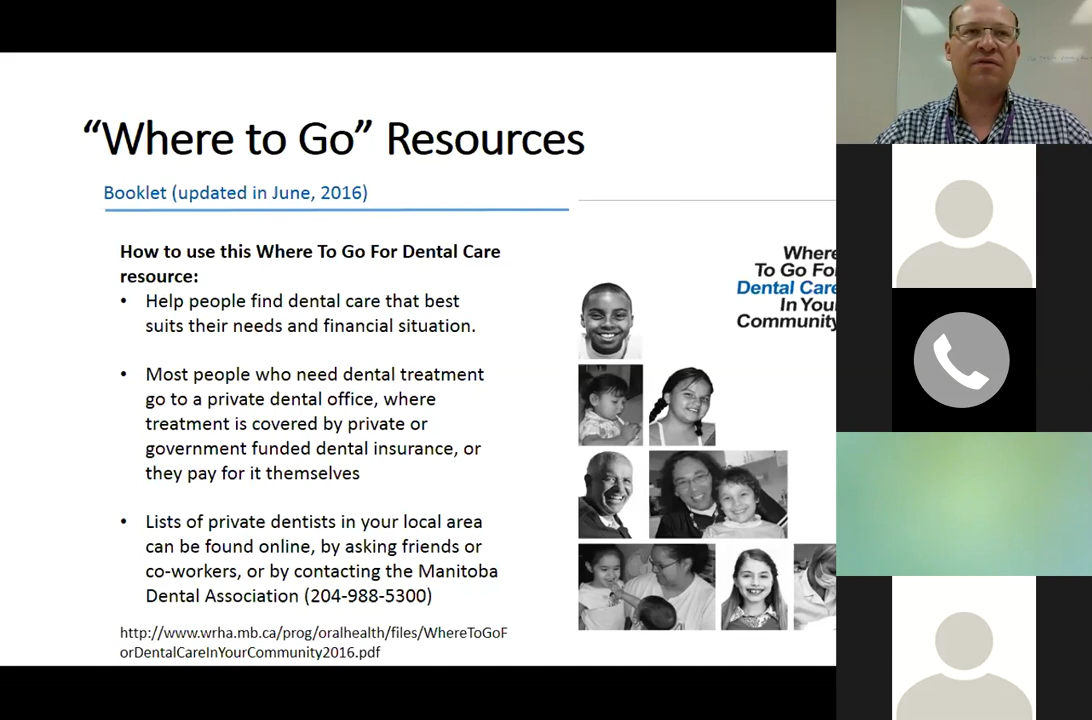 “Where to Go” Resources
Booklet (updated in June, 2016)
How to use this Where To Go For Dental Care
resource:
• Help people find dental care that best
suits their needs and financial situation.
• Most people who need dental treatment
go to a private dental office, where
treatment is covered by private or
government funded dental insurance, or
they pay for it themselves
• Lists of private dentists in your local area
can be found online, by asking friends or
co-workers, or by contacting the Manitoba
Dental Association (204-988-5300)
http://www.wrha.mb.ca/prog/oralhealth/files/WhereToGoF
orDentalCareInYourCommunity2016.pdf
Where
To Go For
Dental Care
In Your
Community